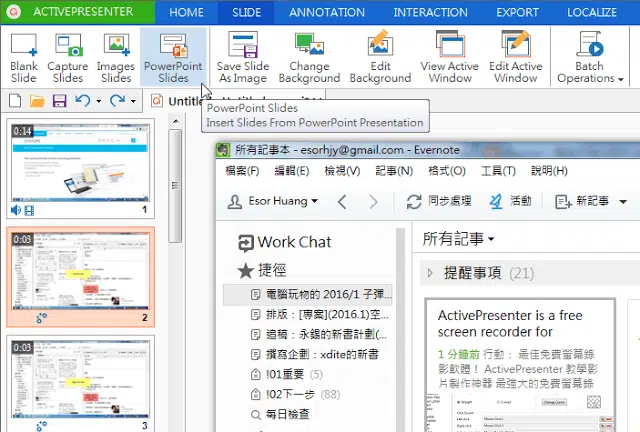 ACTIVEPRESENTER HOME SLIDE ANNOTATION INTERACTION EXPORT LOCALIZE
Blank Slide
Capture Slides
Images Slides
PowerPoint Slides
Save Slide As Image
Change Background
Edit Background
View Active Window
Edit Active Window
Batch Operations
PowerPoint Slides
Insert Slides From PowerPoint Presentation
0:14
1
0:03
2
0:03
3
所有記事本 - esorhjy@gmail.com - Evernote
檔案(F) 編輯(E) 檢視(V) 記事(N) 格式(O) 工具(T) 說明(H)
Esor Huang 同步處理 活動 新記事
Work Chat
捷徑
電腦玩物的 2016/1 子彈...
排版：[專案](2016.1)空...
追稿：永錫的新書計劃(...
撰寫企劃：xdite的新書
!01重要 (5)
!02下一步 (88)
每日檢查
所有記事
提醒事項 (21)
ActivePresenter is a free
screen recorder for
1 分鐘前 行動： 最佳免費螢幕錄
影軟體！ ActivePresenter 教學影
片製作神器 最強大的免費螢幕錄